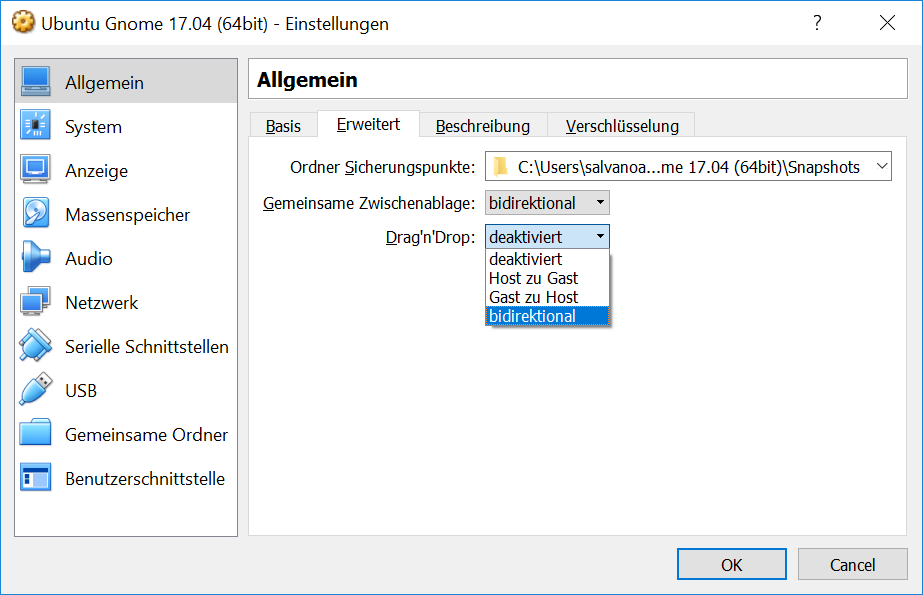 Ubuntu Gnome 17.04 (64bit) - Einstellungen
?
Allgemein
System
Anzeige
Massenspeicher
Audio
Netzwerk
Serielle Schnittstellen
USB
Gemeinsame Ordner
Benutzerschnittstelle
Allgemein
Basis Erweitert Beschreibung Verschlüsselung
Ordner Sicherungspunkte: C:\Users\salvanoa...me 17.04 (64bit)\Snapshots
Gemeinsame Zwischenablage: bidirektional
Drag'n'Drop: deaktiviert
deaktiviert
Host zu Gast
Gast zu Host
bidirektional
OK Cancel